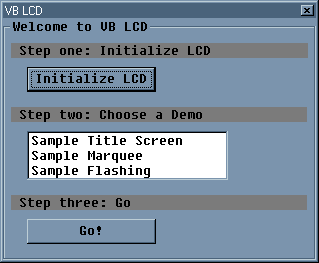 VB LCD
Welcome to VB LCD
Step one: Initialize LCD
Initialize LCD
Step two: Choose a Demo
Sample Title Screen
Sample Marquee
Sample Flashing
Step three: Go
Go!